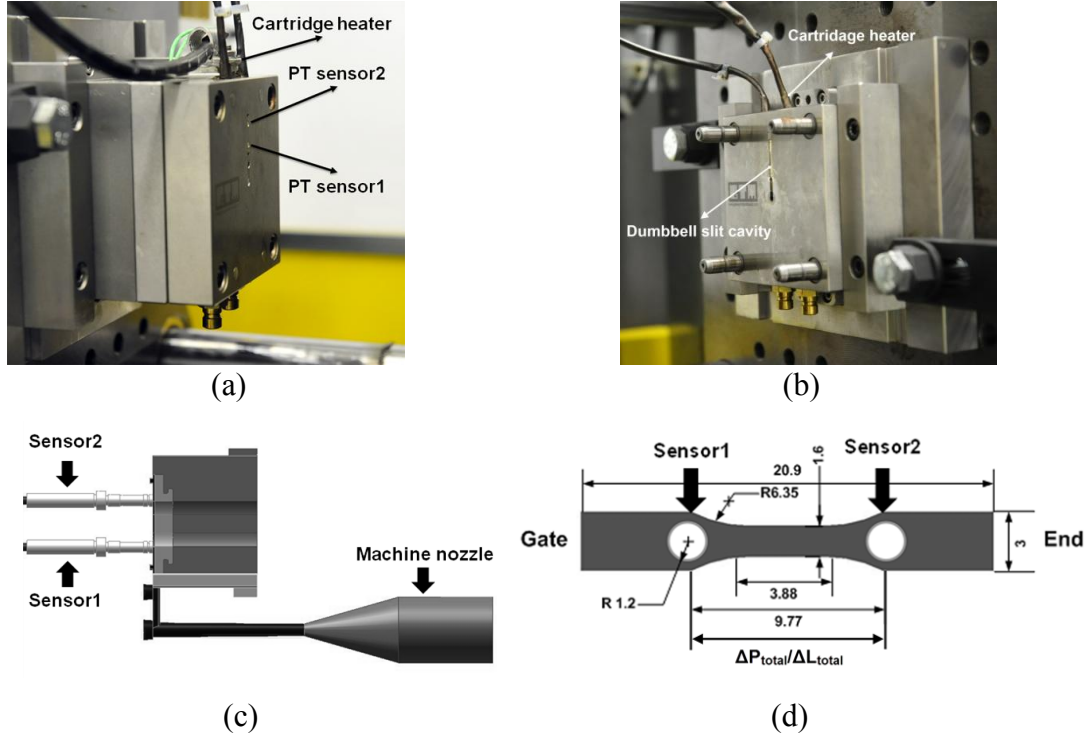 Cartridge heater
PT sensor2
PT sensor1
(a)
Cartridage heater
Dumbbell slit cavity
(b)
Sensor2
Sensor1
Machine nozzle
(c)
Sensor1
Sensor2
20.9
1.6
R6.35
Gate
End
3
R 1.2
3.88
9.77
ΔPtotal/ΔLtotal
(d)